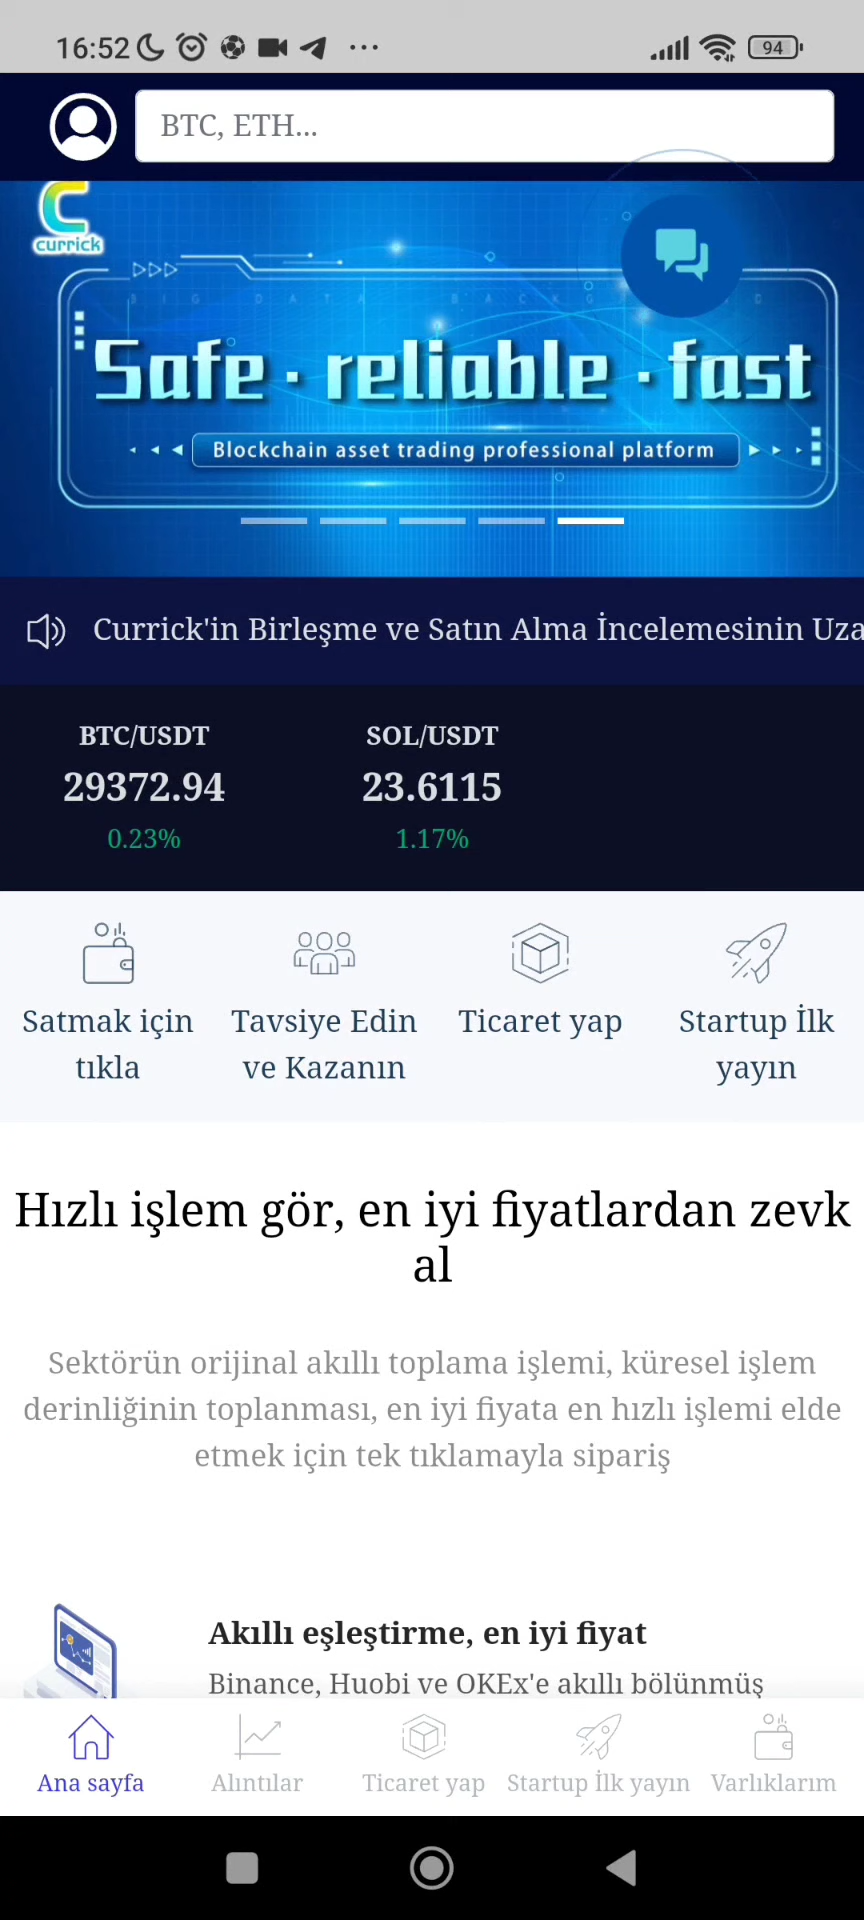 16:52
94
BTC, ETH...
currick
Safe · reliable · fast
Blockchain asset trading professional platform
Currick'in Birleşme ve Satın Alma İncelemesinin Uza
BTC/USDT
SOL/USDT
29372.94
23.6115
0.23%
1.17%
Satmak için
tıkla
Tavsiye Edin
ve Kazanın
Ticaret yap
Startup İlk
yayın
Hızlı işlem gör, en iyi fiyatlardan zevk
al
Sektörün orijinal akıllı toplama işlemi, küresel işlem
derinliğinin toplanması, en iyi fiyata en hızlı işlemi elde
etmek için tek tıklamayla sipariş
Akıllı eşleştirme, en iyi fiyat
Binance, Huobi ve OKEx'e akıllı bölünmüş
Ana sayfa
Alıntılar
Ticaret yap
Startup İlk yayın
Varlıklarım